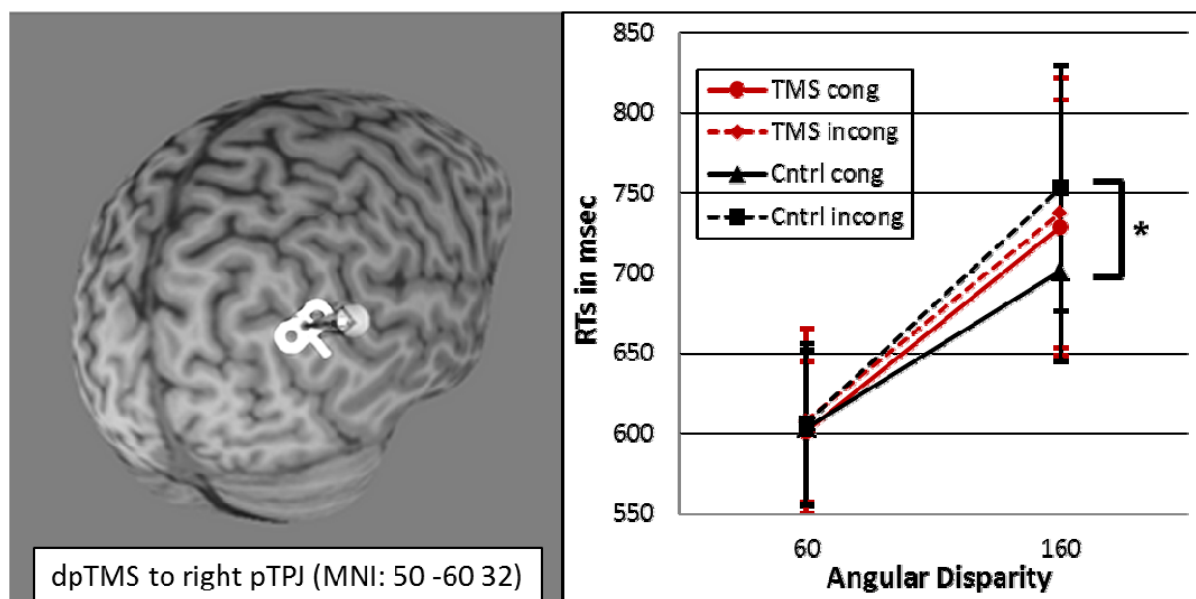 dpTMS to right pTPJ (MNI: 50 -60 32)
850
800
750
700
650
600
550
RTs in msec
TMS cong
TMS incong
Cntrl cong
Cntrl incong
*
60 160
Angular Disparity